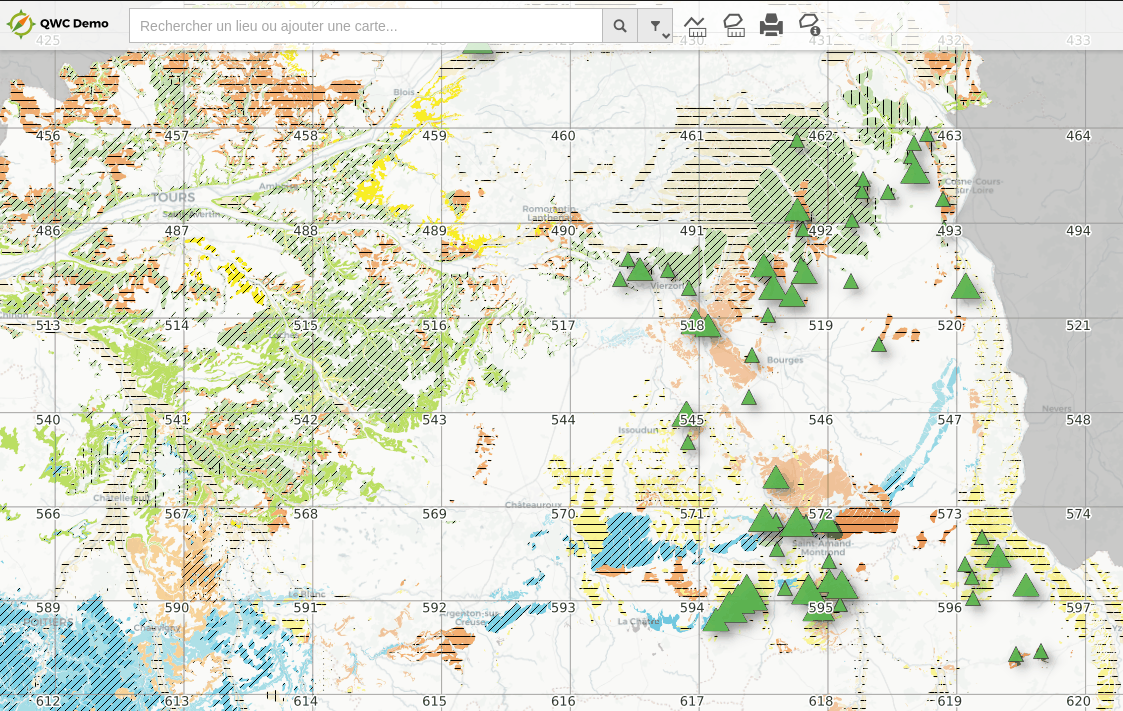 QWC Demo
Rechercher un lieu ou ajouter une carte...
425 430 431 432 433
Blois
456 457 458 459 460 461 462 463 464
TOURS
Cosne-Cours-
sur-Loire
Romorantin-
Lanthenay
486 487 488 489 490 491 492 493 494
Vierzon
513 514 515 516 517 518 519 520 521
Bourges
Nevers
540 541 542 543 544 545 546 547 548
Issoudun
Châtellerault
Châteauroux
566 567 568 569 570 571 572 573 574
Saint-Amand-
Montrond
Le Blanc
589 590 591 592 593 594 595 596 597
Argenton-sur-
Creuse
POITIERS
La Châtre
Chauvigny
612 613 614 615 616 617 618 619 620